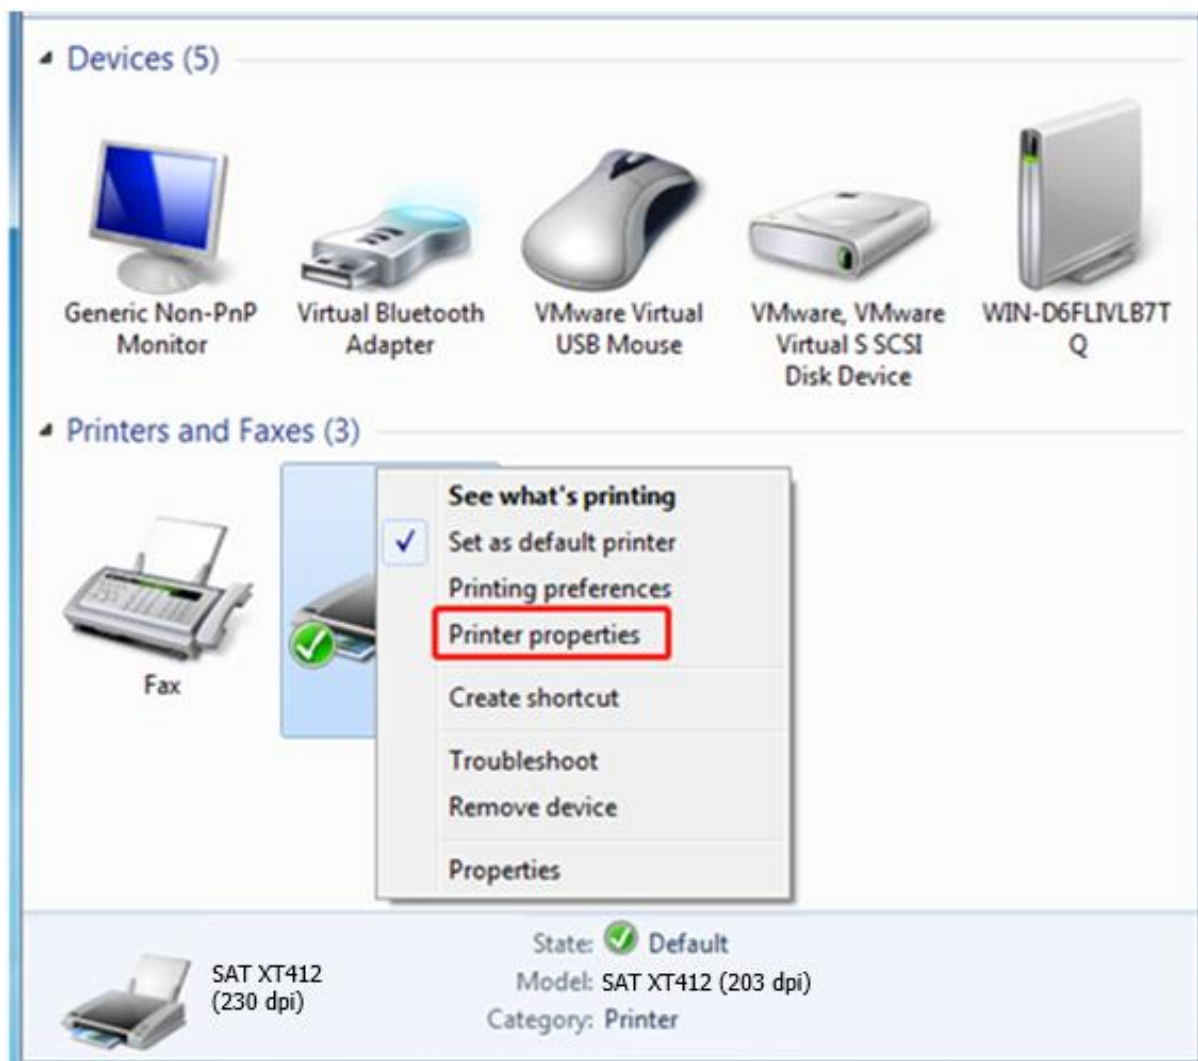 Devices (5)
Generic Non-PnP
Monitor
Virtual Bluetooth
Adapter
VMware Virtual
USB Mouse
VMware, VMware
Virtual S SCSI
Disk Device
WIN-D6FLIVLB7T
Q
Printers and Faxes (3)
Fax
See what's printing
Set as default printer
Printing preferences
Printer properties
Create shortcut
Troubleshoot
Remove device
Properties
SAT XT412
(230 dpi)
State: Default
Model: SAT XT412 (203 dpi)
Category: Printer